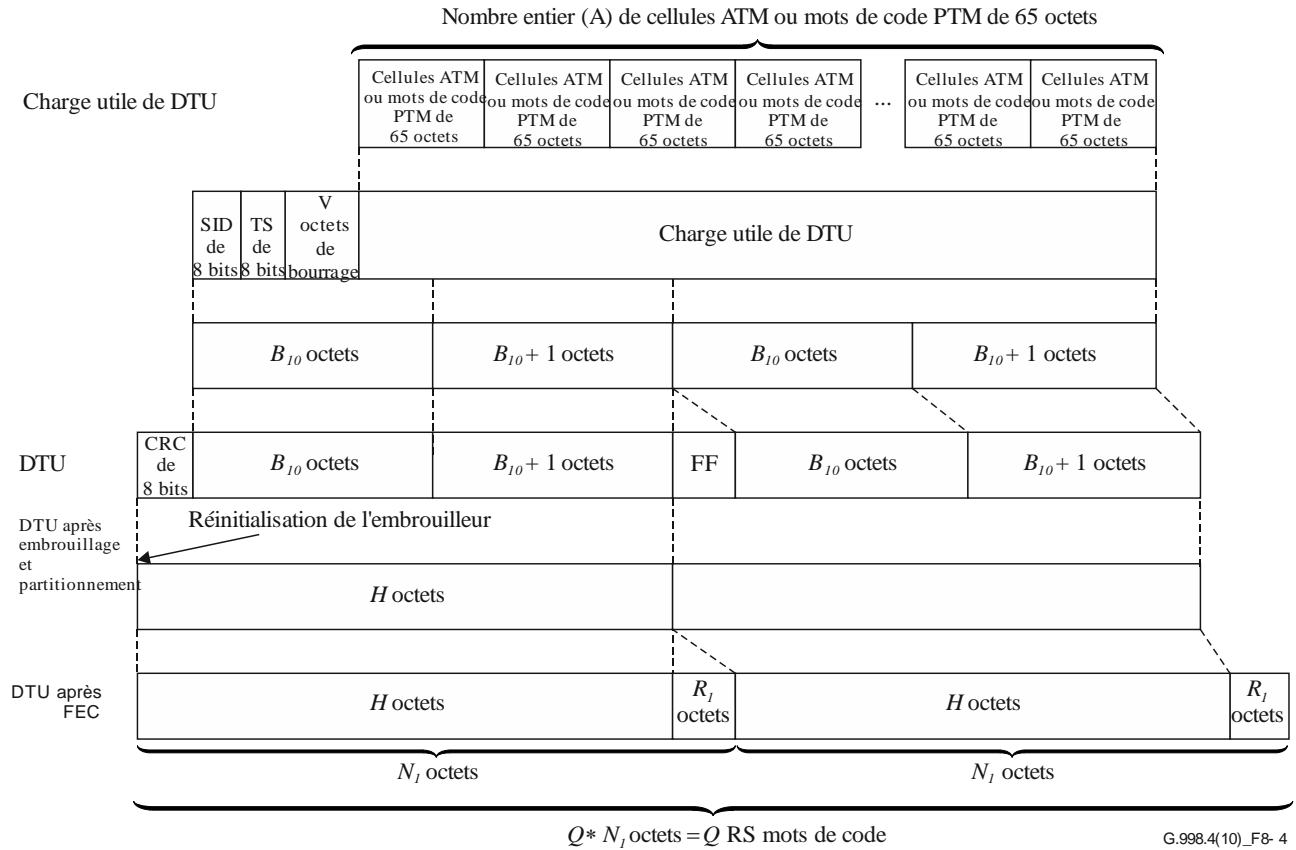 Nombre entier (A) de cellules ATM ou mots de code PTM de 65 octets
Charge utile de DTU
Cellules ATM
ou mots de code
PTM de
65 octets
Cellules ATM
ou mots de code
PTM de
65 octets
Cellules ATM
ou mots de code
PTM de
65 octets
Cellules ATM
ou mots de code
PTM de
65 octets
...
Cellules ATM
ou mots de code
PTM de
65 octets
Cellules ATM
ou mots de code
PTM de
65 octets
SID
de
8 bits
TS
de
8 bits
V
octets
de
bourrage
Charge utile de DTU
B10 octets
B10 + 1 octets
B10 octets
B10 + 1 octets
DTU
CRC
de
8 bits
B10 octets
B10 + 1 octets
FF
B10 octets
B10 + 1 octets
DTU après
embrouillage
et
partitionnement
Réinitialisation de l'embrouilleur
H octets
DTU après
FEC
H octets
R1
octets
H octets
R1
octets
N1 octets
N1 octets
Q* N1 octets = Q RS mots de code
G.998.4(10)_F8- 4